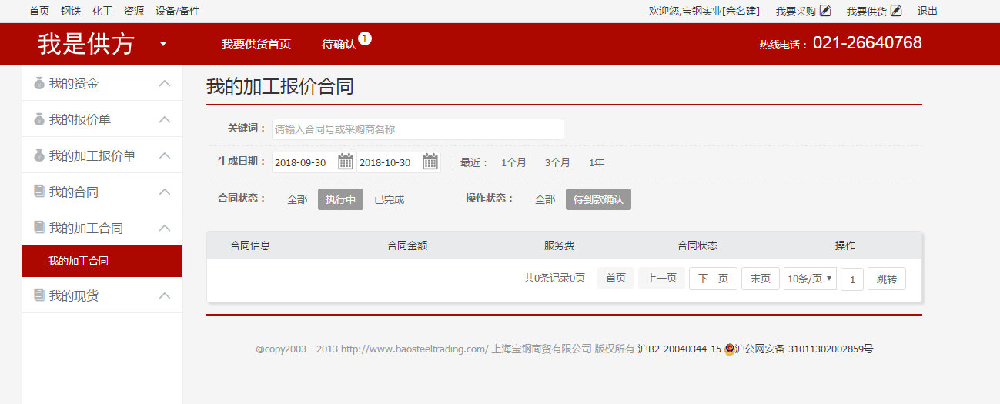 首页 钢铁 化工 资源 设备/备件 欢迎您,宝钢实业[佘名建] 我要采购 我要供货 退出
我是供方 我要供货首页 待确认 1 热线电话： 021-26640768
我的资金
我的报价单
我的加工报价单
我的合同
我的加工合同
我的加工合同
我的现货
我的加工报价合同
关键词： 请输入合同号或采购商名称
生成日期： 2018-09-30 2018-10-30 | 最近： 1个月 3个月 1年
合同状态： 全部 执行中 已完成 操作状态： 全部 待到款确认
合同信息 合同金额 服务费 合同状态 操作
共0条记录0页 首页 上一页 下一页 末页 10条/页 1 跳转
@copy2003 - 2013 http://www.baosteeltrading.com/ 上海宝钢商贸有限公司 版权所有 沪B2-20040344-15 沪公网安备 31011302002859号